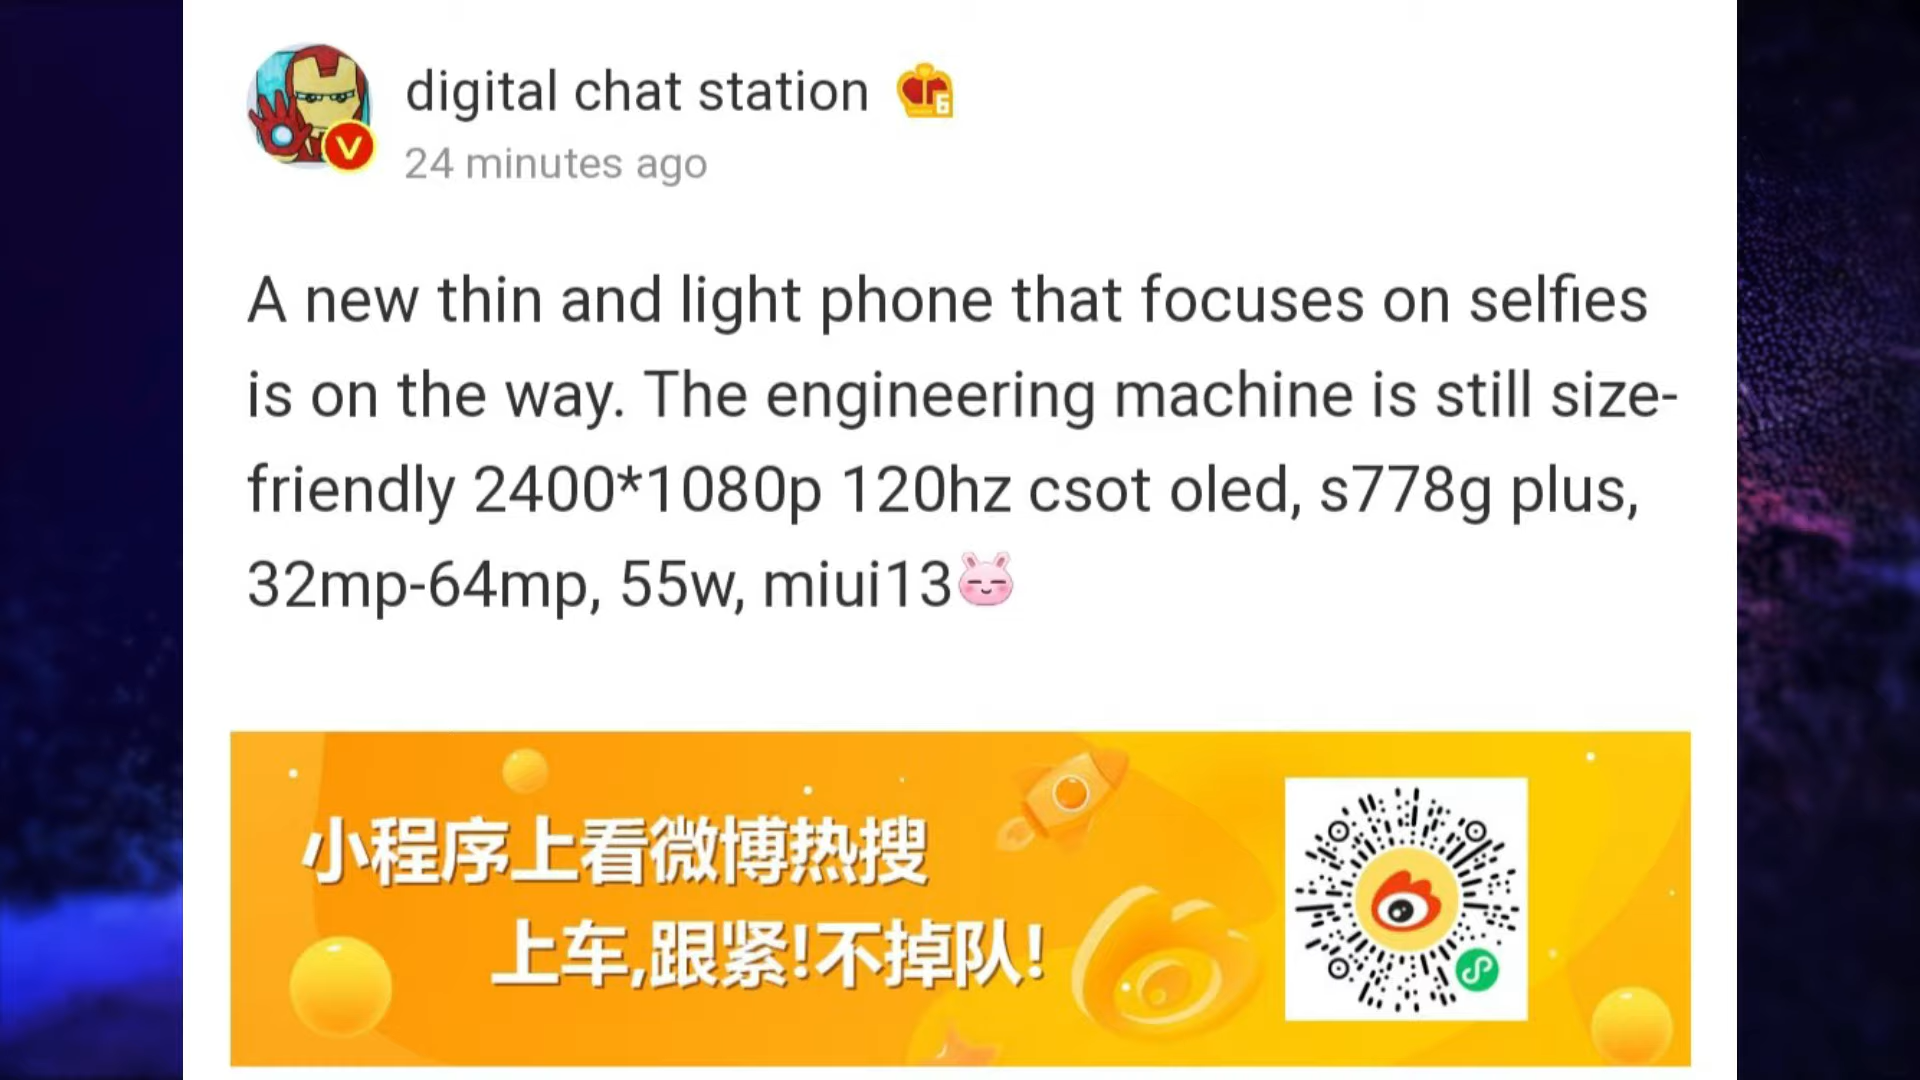 digital chat station
6
V
24 minutes ago
A new thin and light phone that focuses on selfies
is on the way. The engineering machine is still size-
friendly 2400*1080p 120hz csot oled, s778g plus,
32mp-64mp, 55w, miui13
小程序上看微博热搜
上车,跟紧!不掉队!